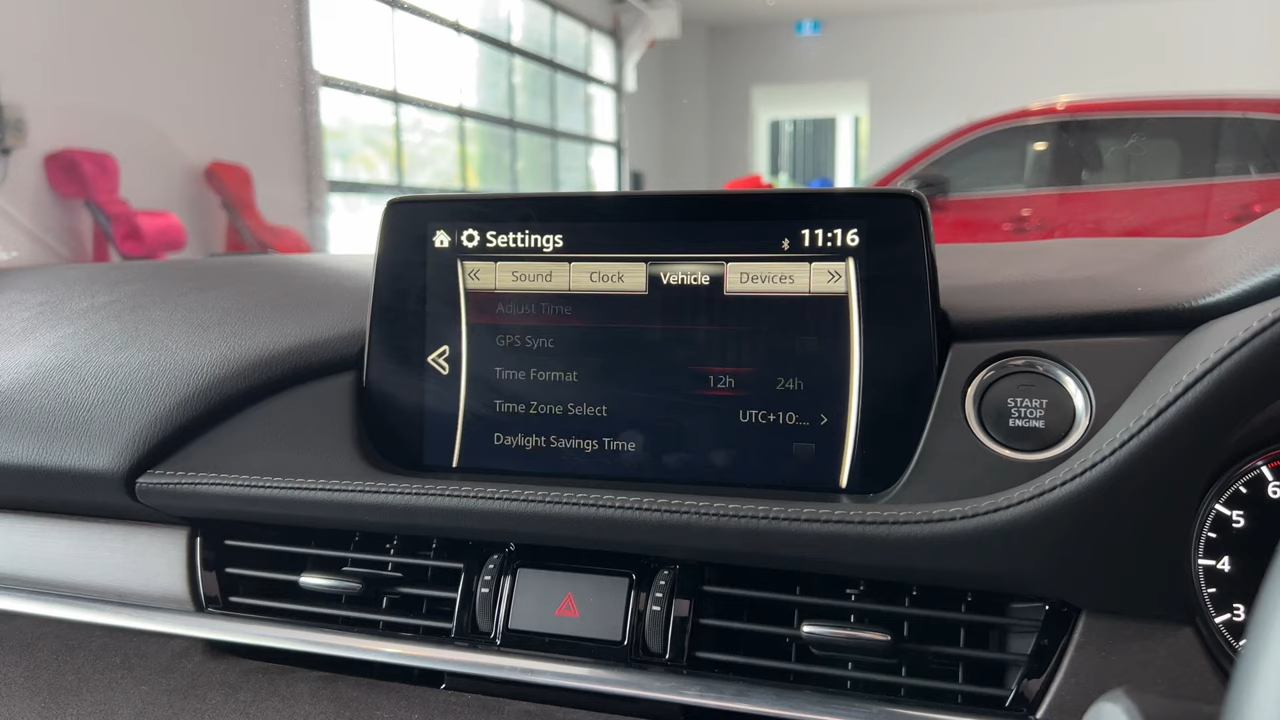 Settings 11:16
« Sound Clock Vehicle Devices »
Adjust Time
GPS Sync
Time Format 12h 24h
Time Zone Select UTC+10:... >
Daylight Savings Time
START
STOP
ENGINE
6
5
4
3